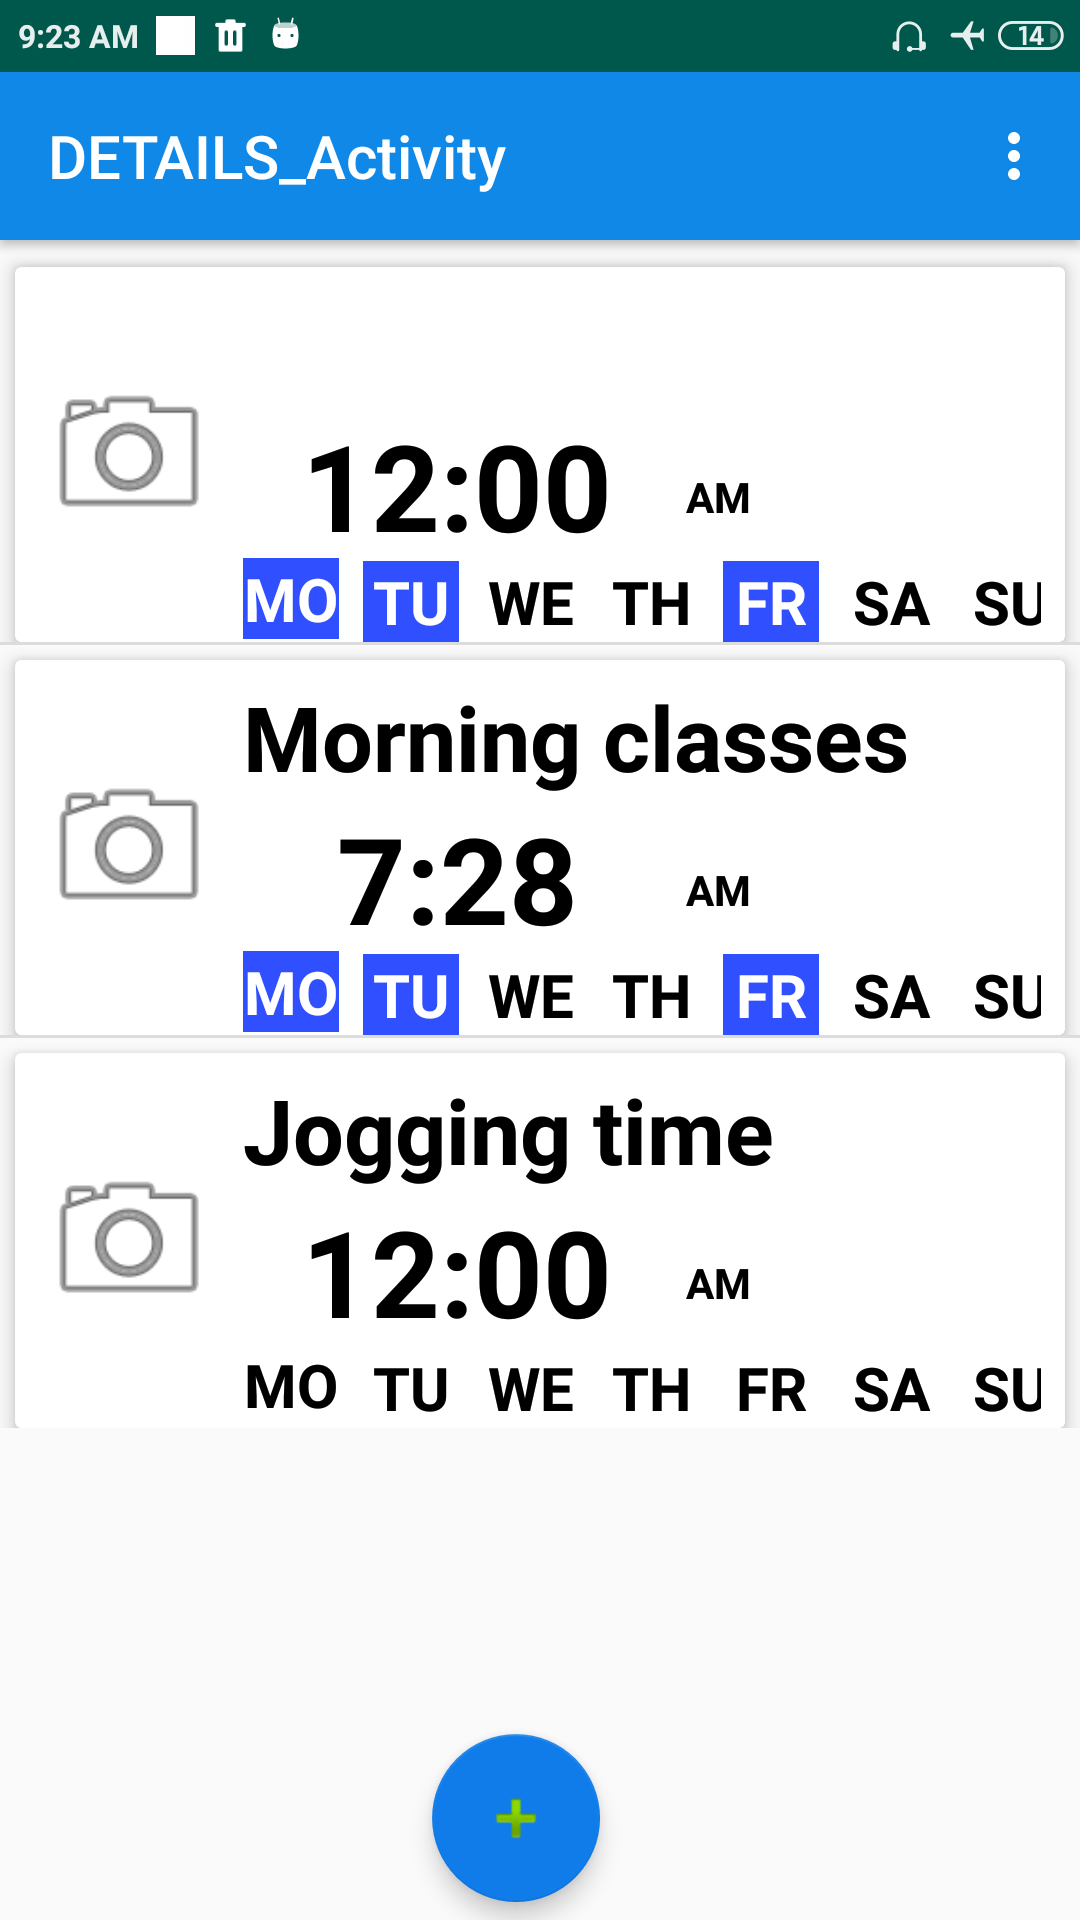 9:23 AM 14
DETAILS_Activity
12:00 AM
MO TU WE TH FR SA SU
Morning classes
7:28 AM
MO TU WE TH FR SA SU
Jogging time
12:00 AM
MO TU WE TH FR SA SU